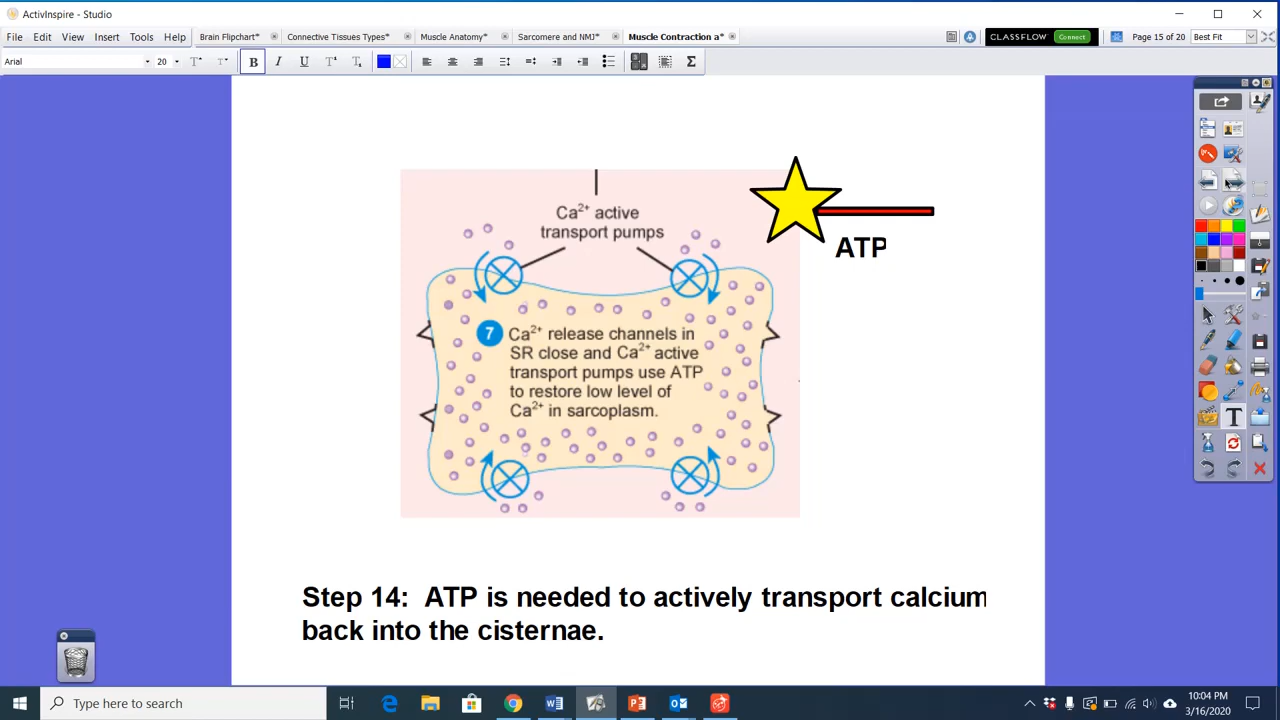 ActivInspire - Studio
File Edit View Insert Tools Help
Brain Flipchart* Connective Tissues Types* Muscle Anatomy* Sarcomere and NMJ* Muscle Contraction a*
CLASSFLOW Connect
Page 15 of 20 Best Fit
Arial 20 B I U T T Σ
Ca2+ active
transport pumps
ATP
7 Ca2+ release channels in
SR close and Ca2+ active
transport pumps use ATP
to restore low level of
Ca2+ in sarcoplasm.
Step 14: ATP is needed to actively transport calcium
back into the cisternae.
Type here to search
10:04 PM
3/16/2020